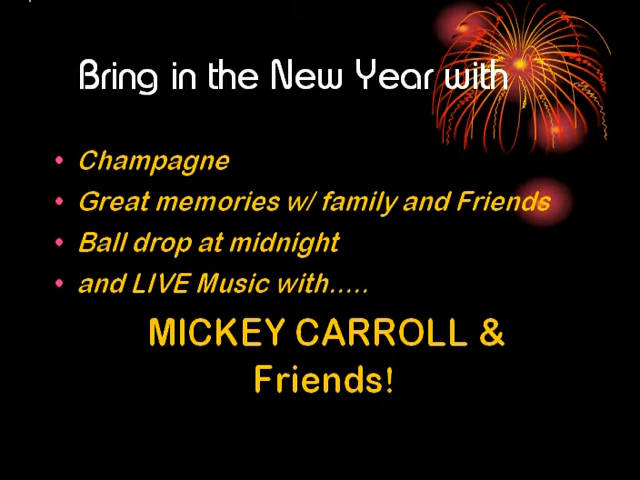 Bring in the New Year with
• Champagne
• Great memories w/ family and Friends
• Ball drop at midnight
• and LIVE Music with.....
MICKEY CARROLL &
Friends!